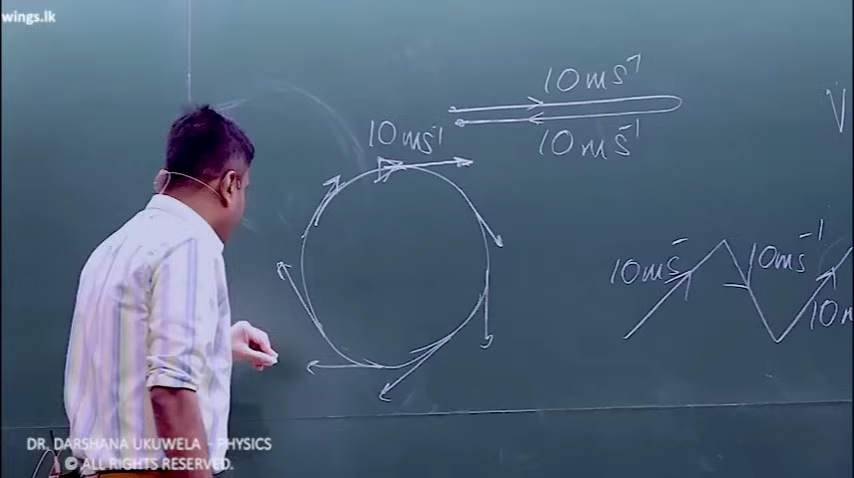 wings.lk
10 ms⁻¹
10 ms⁻¹
10 ms⁻¹
V
10 ms⁻
10 ms⁻¹
10 m
DR. DARSHANA UKUWELA - PHYSICS
© ALL RIGHTS RESERVED.